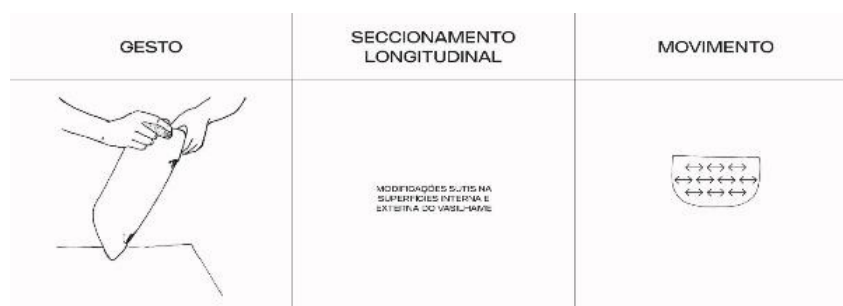 GESTO
SECCIONAMENTO
LONGITUDINAL
MOVIMENTO
MODIFICAÇÕES SUTIS NA
SUPERFÍCIES INTERNA E
EXTERNA DO VASILHAME